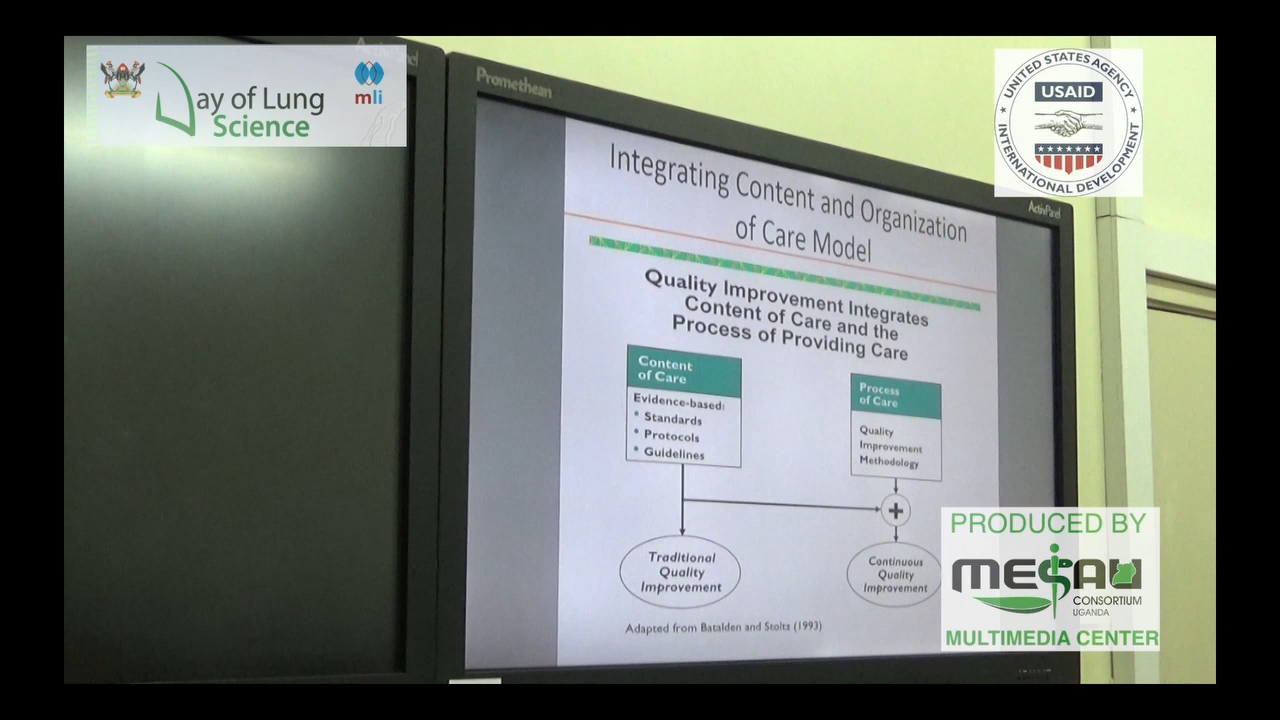 Day of Lung
Science
mli
ActivPanel
Promethean
UNITED STATES AGENCY
USAID
INTERNATIONAL DEVELOPMENT
ActivPanel
Integrating Content and Organization
of Care Model
Quality Improvement Integrates
Content of Care and the
Process of Providing Care
Content
of Care
Evidence-based:
* Standards
* Protocols
* Guidelines
Process
of Care
Quality
Improvement
Methodology
+
Traditional
Quality
Improvement
Continuous
Quality
Improvement
Adapted from Batalden and Stoltz (1993)
PRODUCED BY
MESAU
CONSORTIUM
UGANDA
MULTIMEDIA CENTER